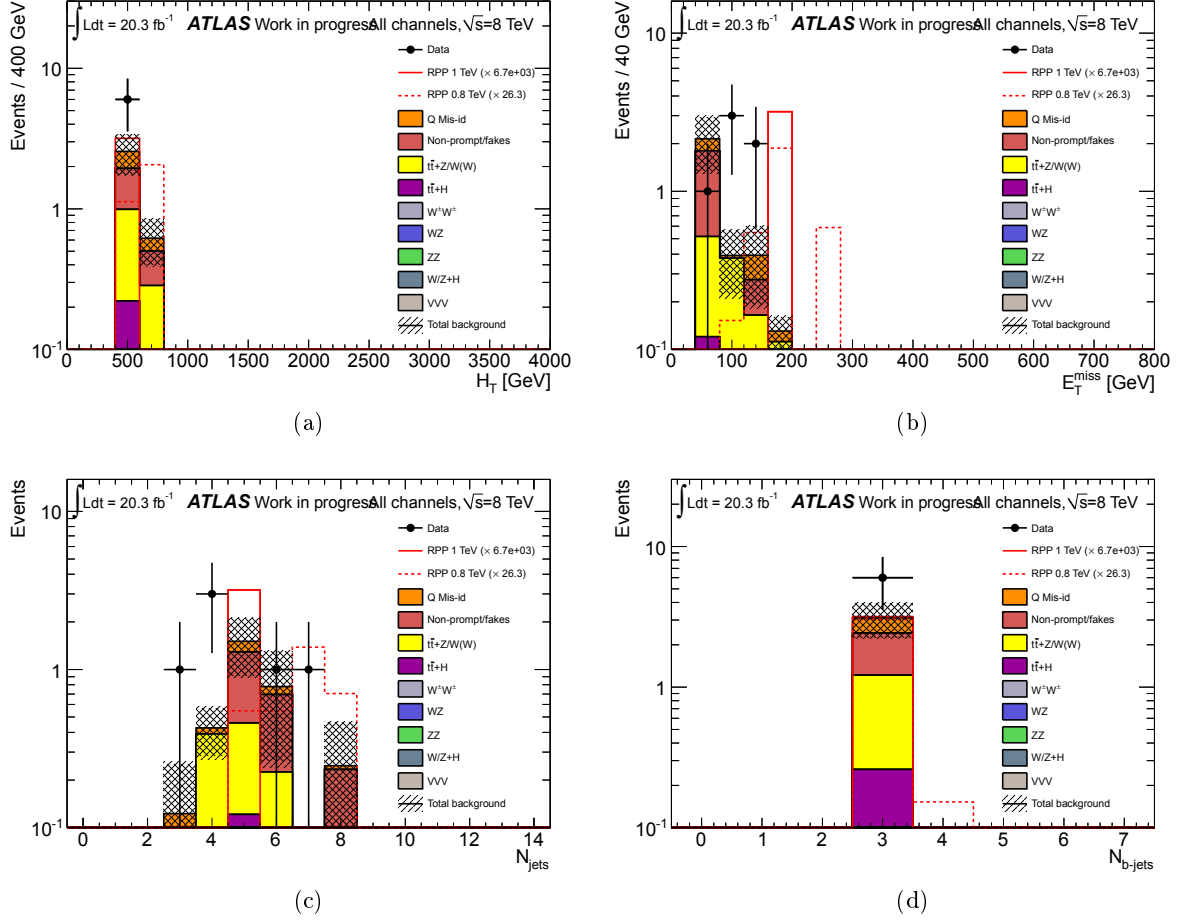 ∫ Ldt = 20.3 fb⁻¹ ATLAS Work in progress All channels, √s=8 TeV
Events / 400 GeV
10
1
10⁻¹
Data
RPP 1 TeV (× 6.7e+03)
RPP 0.8 TeV (× 26.3)
Q Mis-id
Non-prompt/fakes
tt̄+Z/W(W)
tt̄+H
W±W±
WZ
ZZ
W/Z+H
VVV
Total background
0 500 1000 1500 2000 2500 3000 3500 4000
H_T [GeV]
(a)
∫ Ldt = 20.3 fb⁻¹ ATLAS Work in progress All channels, √s=8 TeV
Events / 40 GeV
10
1
10⁻¹
Data
RPP 1 TeV (× 6.7e+03)
RPP 0.8 TeV (× 26.3)
Q Mis-id
Non-prompt/fakes
tt̄+Z/W(W)
tt̄+H
W±W±
WZ
ZZ
W/Z+H
VVV
Total background
0 100 200 300 400 500 600 700 800
E_T^miss [GeV]
(b)
∫ Ldt = 20.3 fb⁻¹ ATLAS Work in progress All channels, √s=8 TeV
Events
10
1
10⁻¹
Data
RPP 1 TeV (× 6.7e+03)
RPP 0.8 TeV (× 26.3)
Q Mis-id
Non-prompt/fakes
tt̄+Z/W(W)
tt̄+H
W±W±
WZ
ZZ
W/Z+H
VVV
Total background
0 2 4 6 8 10 12 14
N_jets
(c)
∫ Ldt = 20.3 fb⁻¹ ATLAS Work in progress All channels, √s=8 TeV
Events
10
1
10⁻¹
Data
RPP 1 TeV (× 6.7e+03)
RPP 0.8 TeV (× 26.3)
Q Mis-id
Non-prompt/fakes
tt̄+Z/W(W)
tt̄+H
W±W±
WZ
ZZ
W/Z+H
VVV
Total background
0 1 2 3 4 5 6 7
N_b-jets
(d)